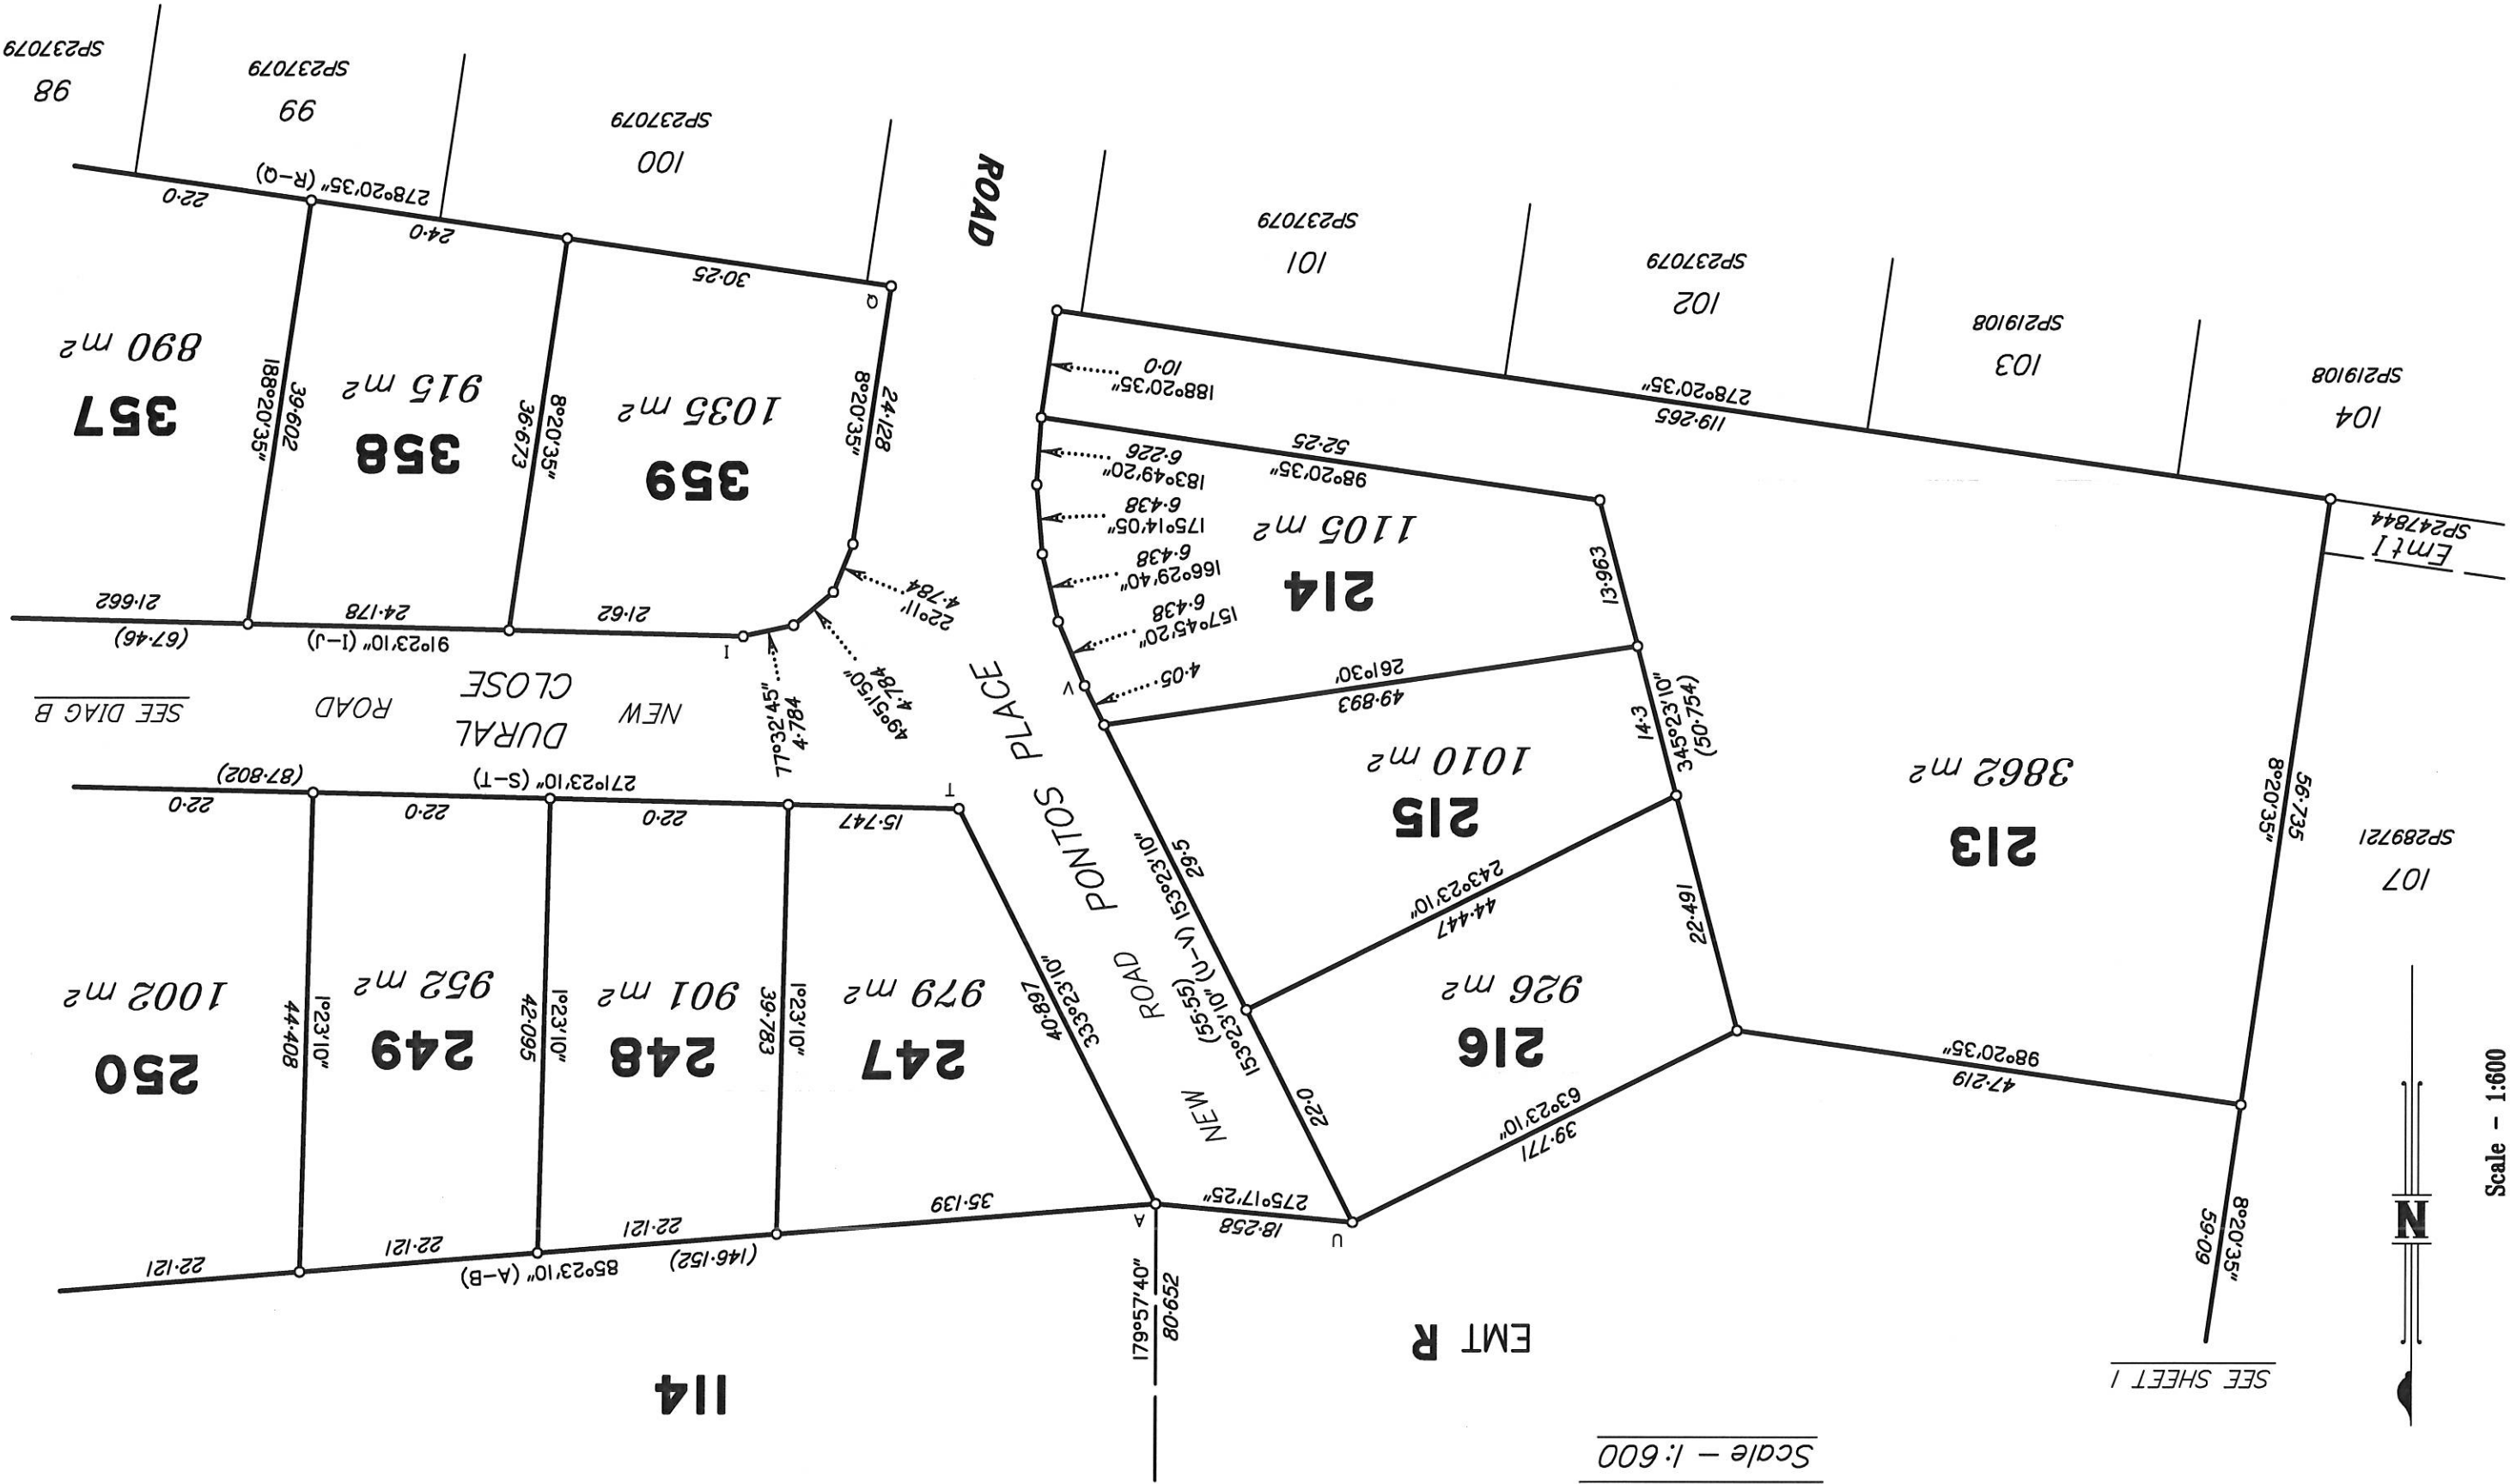 Scale – 1:600
SEE SHEET 1
114
EMT R
8°20'35"
59·09
179°57'40"
80·652
U
A
18·258
275°17'25"
(146·152)
85°23'10" (A–B)
35·139
22·121
22·121
22·121
N
Scale - 1:600
47·219
98°20'35"
39·771
63°23'10"
22·0
NEW
ROAD
PONTOS
PLACE
153°23'10" (U–V) 153°23'10"
(55·55)
29·5
216
926 m²
22·491
44·447
243°23'10"
247
979 m²
333°23'10"
40·897
1°23'10"
39·783
248
901 m²
1°23'10"
42·095
249
952 m²
1°23'10"
44·408
250
1002 m²
107
SP289721
56·735
8°20'35"
213
3862 m²
345°23'10"
(50·754)
14·3
215
1010 m²
49·893
261°30'
T
15·747
22·0
22·0
22·0
271°23'10" (S–T)
(87·802)
NEW
DURAL
CLOSE
ROAD
SEE DIAG B
V
4·05
157°45'20"
6·438
166°29'40"
6·438
175°14'05"
6·438
183°49'20"
6·226
188°20'35"
10·0
214
1105 m²
13·963
98°20'35"
52·25
77°32'45"
4·784
49°51'50"
4·784
22°11'
4·784
I
91°23'10" (I–J)
(67·46)
21·62
24·178
21·662
359
1035 m²
24·128
8°20'35"
8°20'35"
36·673
358
915 m²
39·602
188°20'35"
357
890 m²
Emt I
SP247844
119·265
278°20'35"
Q
30·25
24·0
22·0
278°20'35" (R–Q)
ROAD
104
SP219108
103
SP219108
102
SP237079
101
SP237079
100
SP237079
99
SP237079
98
SP237079